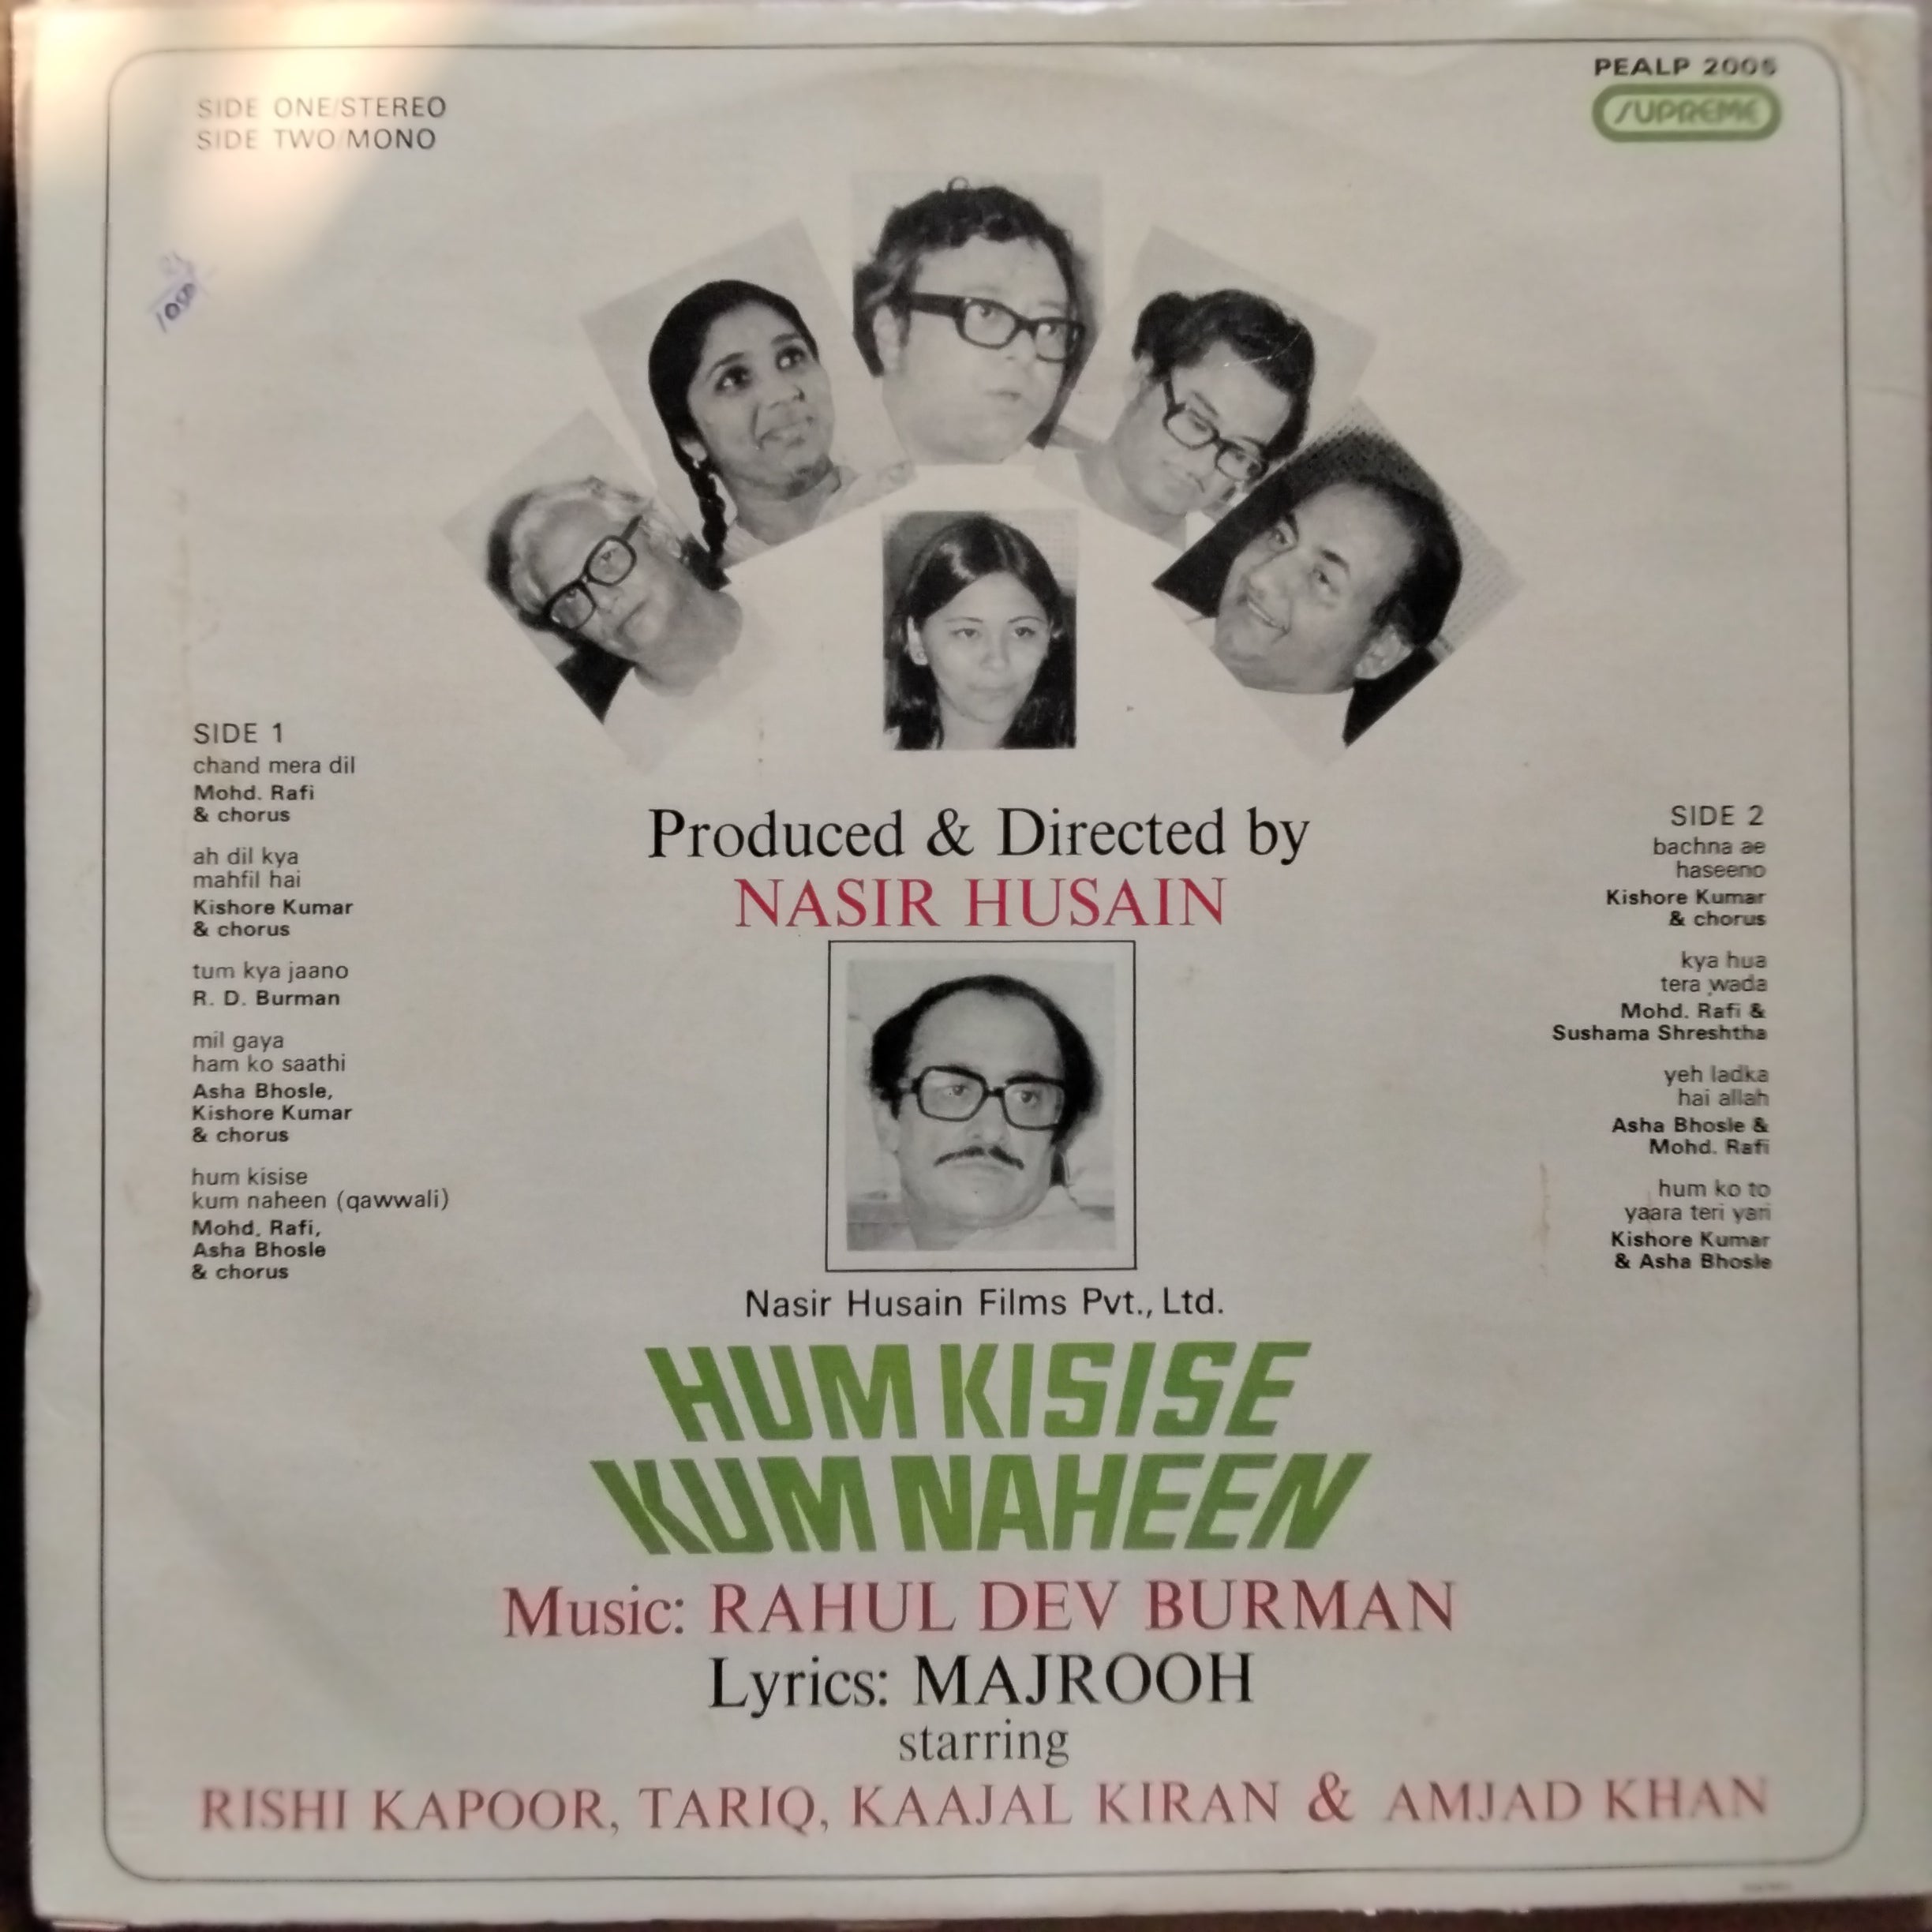 SIDE ONE/STEREO
SIDE TWO/MONO
PEALP 2005
SUPREME
1050
SIDE 1
chand mera dil
Mohd. Rafi
& chorus
ah dil kya
mahfil hai
Kishore Kumar
& chorus
tum kya jaano
R. D. Burman
mil gaya
ham ko saathi
Asha Bhosle,
Kishore Kumar
& chorus
hum kisise
kum naheen (qawwali)
Mohd. Rafi,
Asha Bhosle
& chorus
Produced & Directed by
NASIR HUSAIN
SIDE 2
bachna ae
haseeno
Kishore Kumar
& chorus
kya hua
tera wada
Mohd. Rafi &
Sushama Shreshtha
yeh ladka
hai allah
Asha Bhosle &
Mohd. Rafi
hum ko to
yaara teri yari
Kishore Kumar
& Asha Bhosle
Nasir Husain Films Pvt., Ltd.
HUM KISISE
KUM NAHEEN
Music: RAHUL DEV BURMAN
Lyrics: MAJROOH
starring
RISHI KAPOOR, TARIQ, KAAJAL KIRAN & AMJAD KHAN